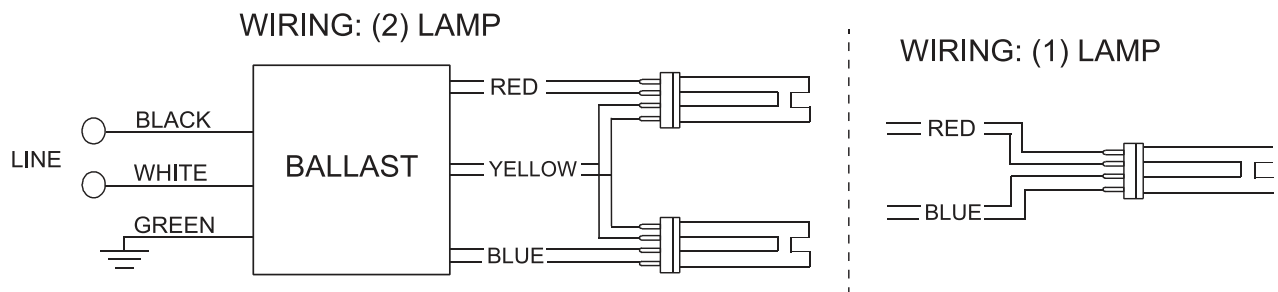 WIRING: (2) LAMP
LINE
BLACK
WHITE
GREEN
BALLAST
RED
YELLOW
BLUE
WIRING: (1) LAMP
RED
BLUE